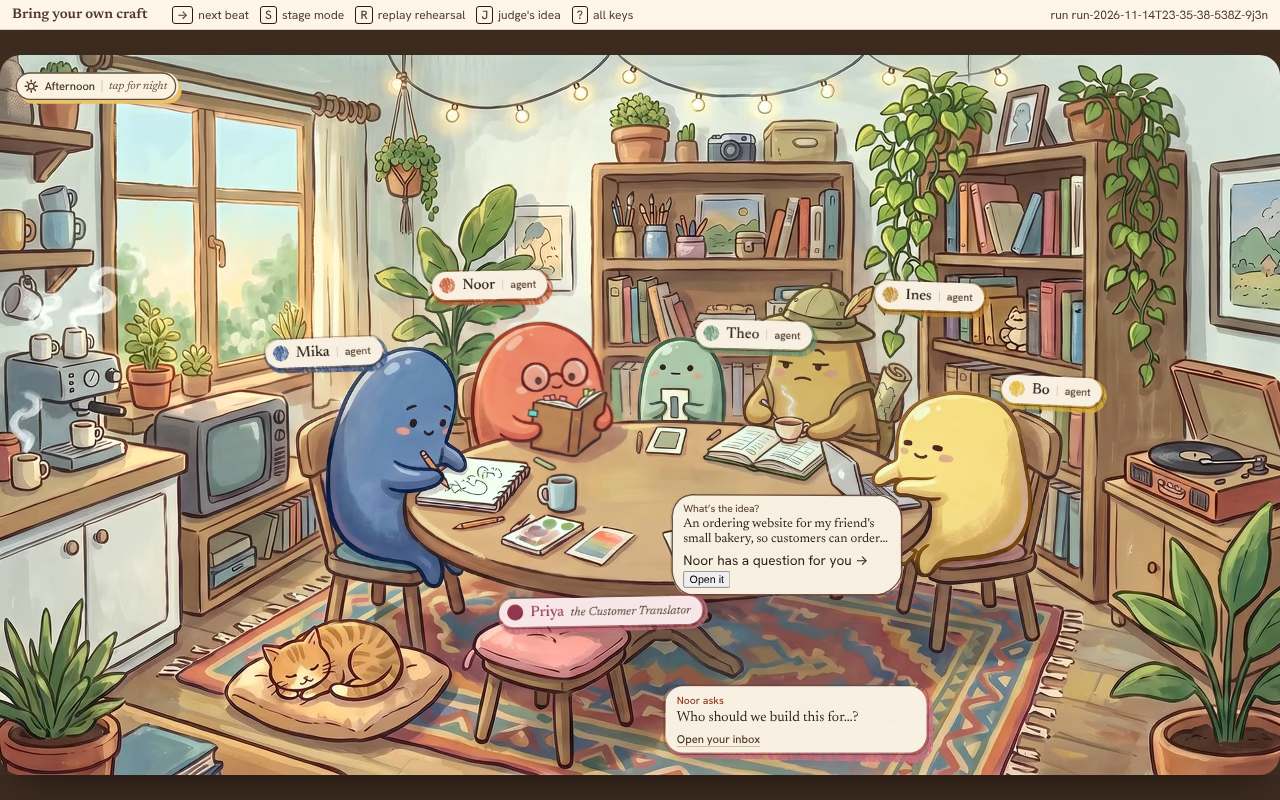 Bring your own craft
→ next beat
S stage mode
R replay rehearsal
J judge's idea
? all keys
run run-2026-11-14T23-35-38-538Z-9j3n
Afternoon tap for night
Noor agent
Ines agent
Theo agent
Mika agent
Bo agent
What's the idea?
An ordering website for my friend's
small bakery, so customers can order…
Noor has a question for you →
Open it
Priya the Customer Translator
Noor asks
Who should we build this for…?
Open your inbox